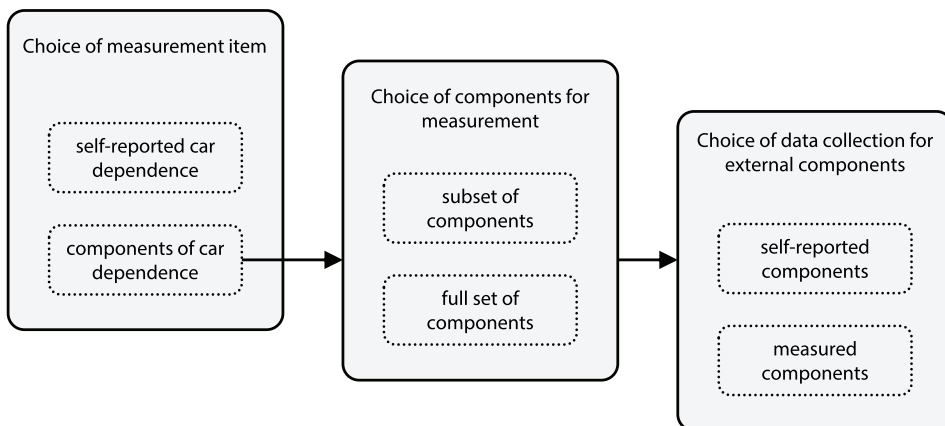 Choice of measurement item
self-reported car
dependence
components of car
dependence
Choice of components for
measurement
subset of
components
full set of
components
Choice of data collection for
external components
self-reported
components
measured
components